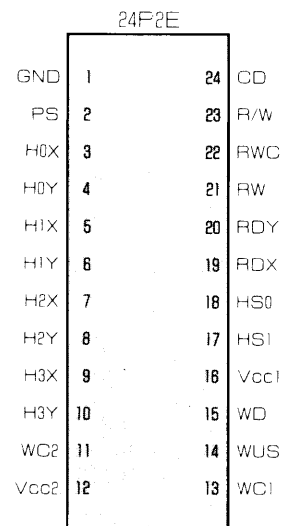 24P2E
GND 1 24 CD
PS 2 23 R/W
H0X 3 22 RWC
H0Y 4 21 RW
H1X 5 20 RDY
H1Y 6 19 RDX
H2X 7 18 HS0
H2Y 8 17 HS1
H3X 9 16 Vcc1
H3Y 10 15 WD
WC2 11 14 WUS
Vcc2 12 13 WC1